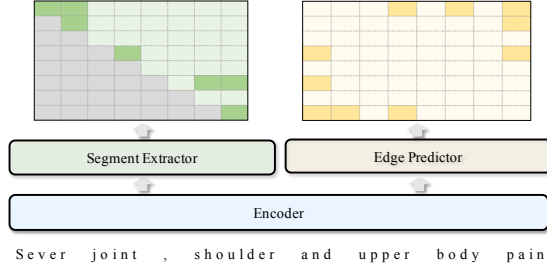 Segment Extractor
Edge Predictor
Encoder
Sever joint , shoulder and upper body pain